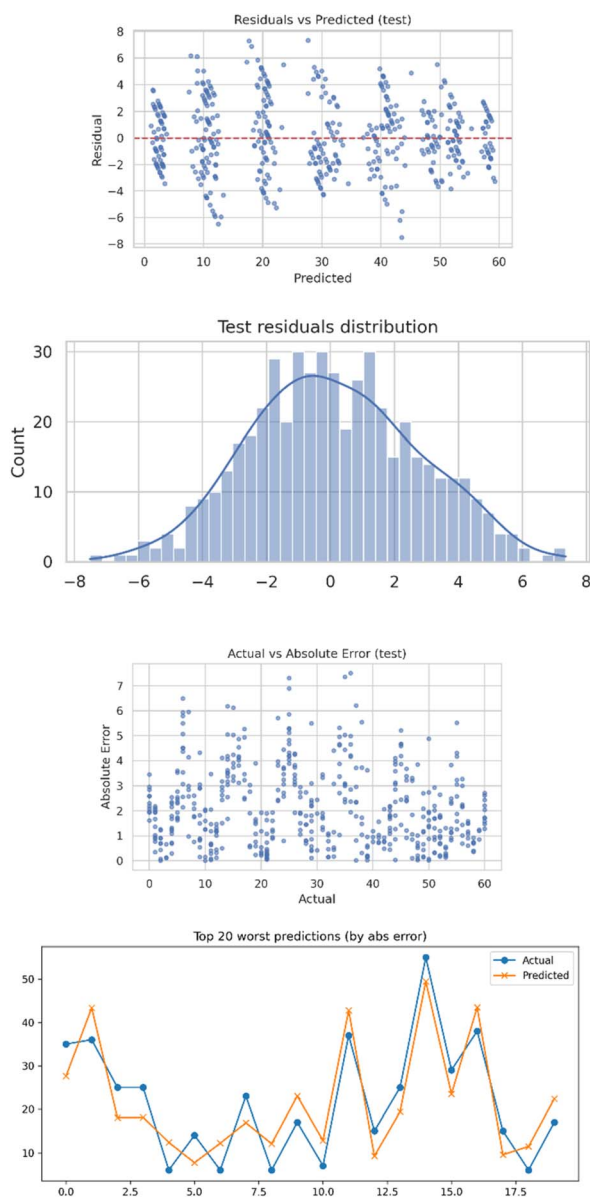 Residuals vs Predicted (test)
8
6
4
2
0
−2
−4
−6
−8
Residual
0 10 20 30 40 50 60
Predicted
Test residuals distribution
30
20
10
0
Count
−8 −6 −4 −2 0 2 4 6 8
Actual vs Absolute Error (test)
7
6
5
4
3
2
1
0
Absolute Error
0 10 20 30 40 50 60
Actual
Top 20 worst predictions (by abs error)
Actual
Predicted
50
40
30
20
10
0.0 2.5 5.0 7.5 10.0 12.5 15.0 17.5